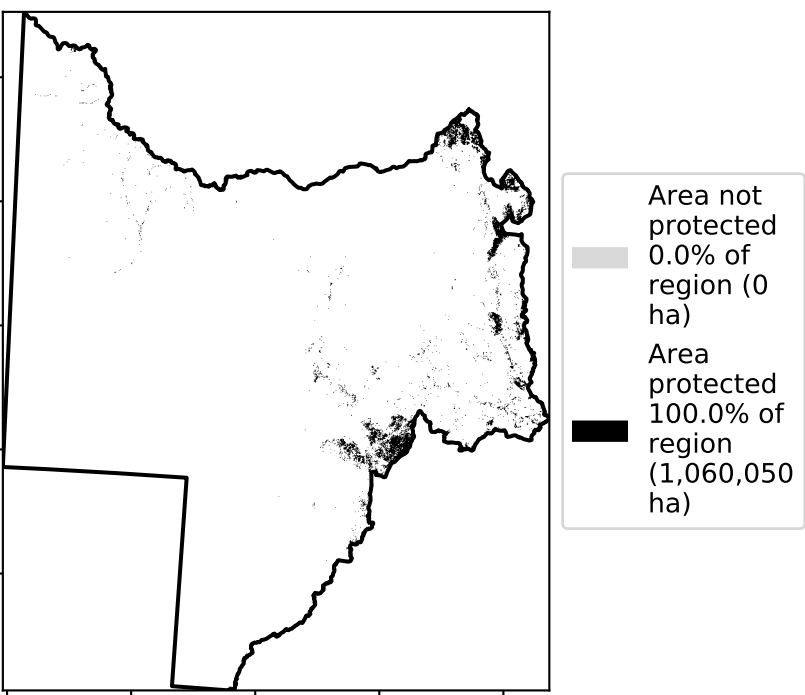 Area not
protected
0.0% of
region (0
ha)
Area
protected
100.0% of
region
(1,060,050
ha)